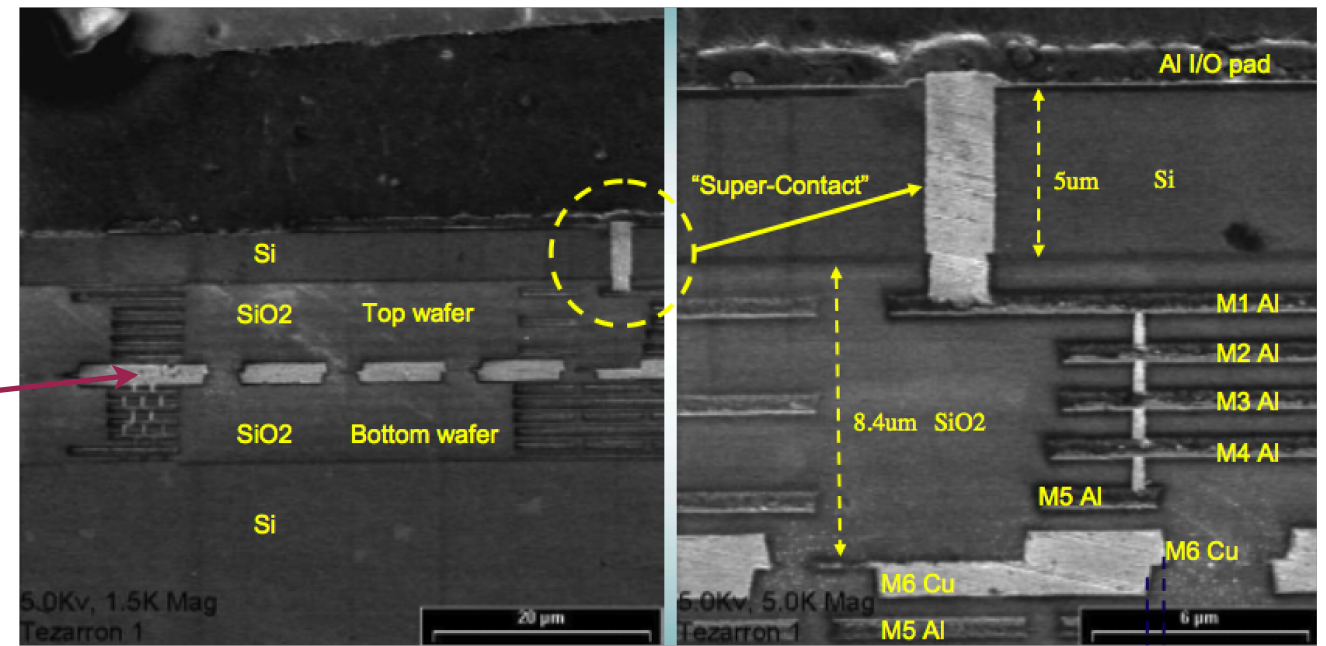 Si
SiO2
Top wafer
SiO2
Bottom wafer
Si
5.0Kv, 1.5K Mag
Tezarron 1
20 µm
Al I/O pad
"Super-Contact"
5um
Si
M1 Al
M2 Al
M3 Al
8.4um
SiO2
M4 Al
M5 Al
M6 Cu
M6 Cu
5.0Kv, 5.0K Mag
Tezarron 1
M5 Al
6 µm